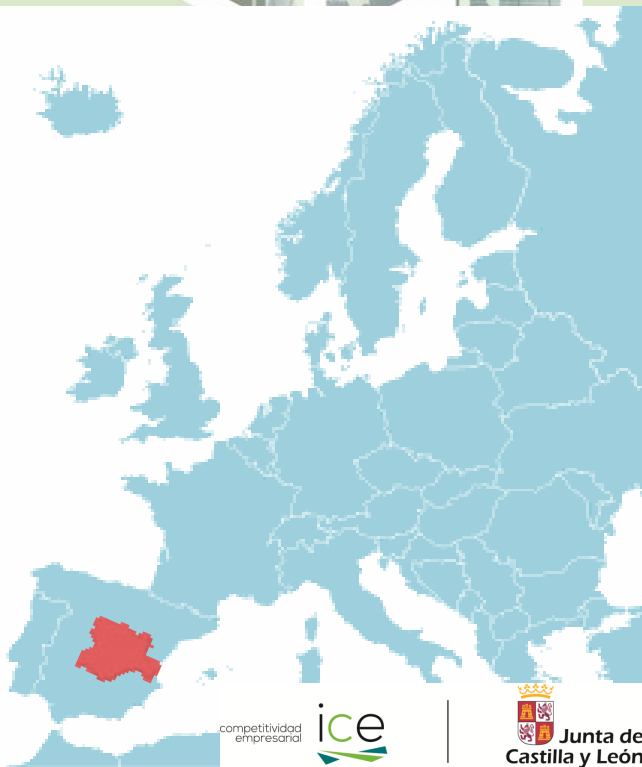 competitividad
empresarial
ice
Junta de
Castilla y León